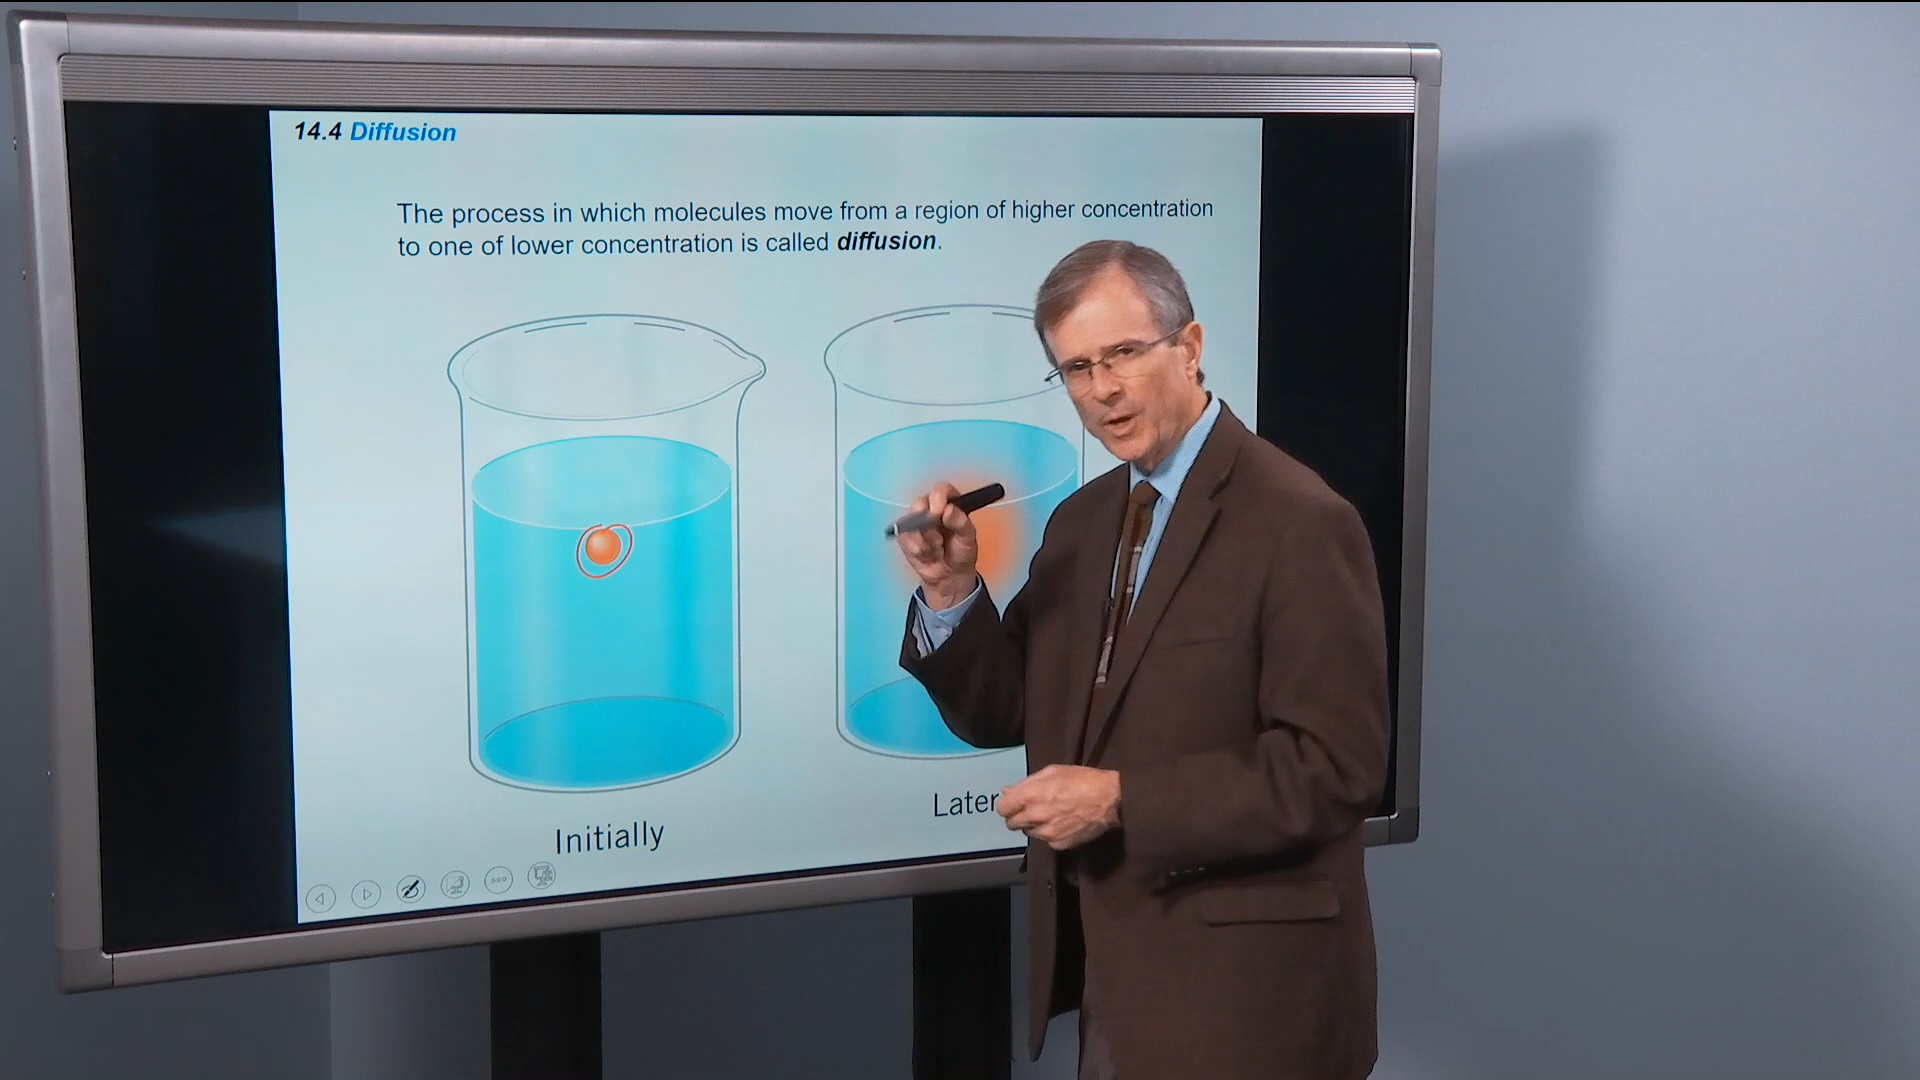 14.4 Diffusion
The process in which molecules move from a region of higher concentration
to one of lower concentration is called diffusion.
Initially
Later